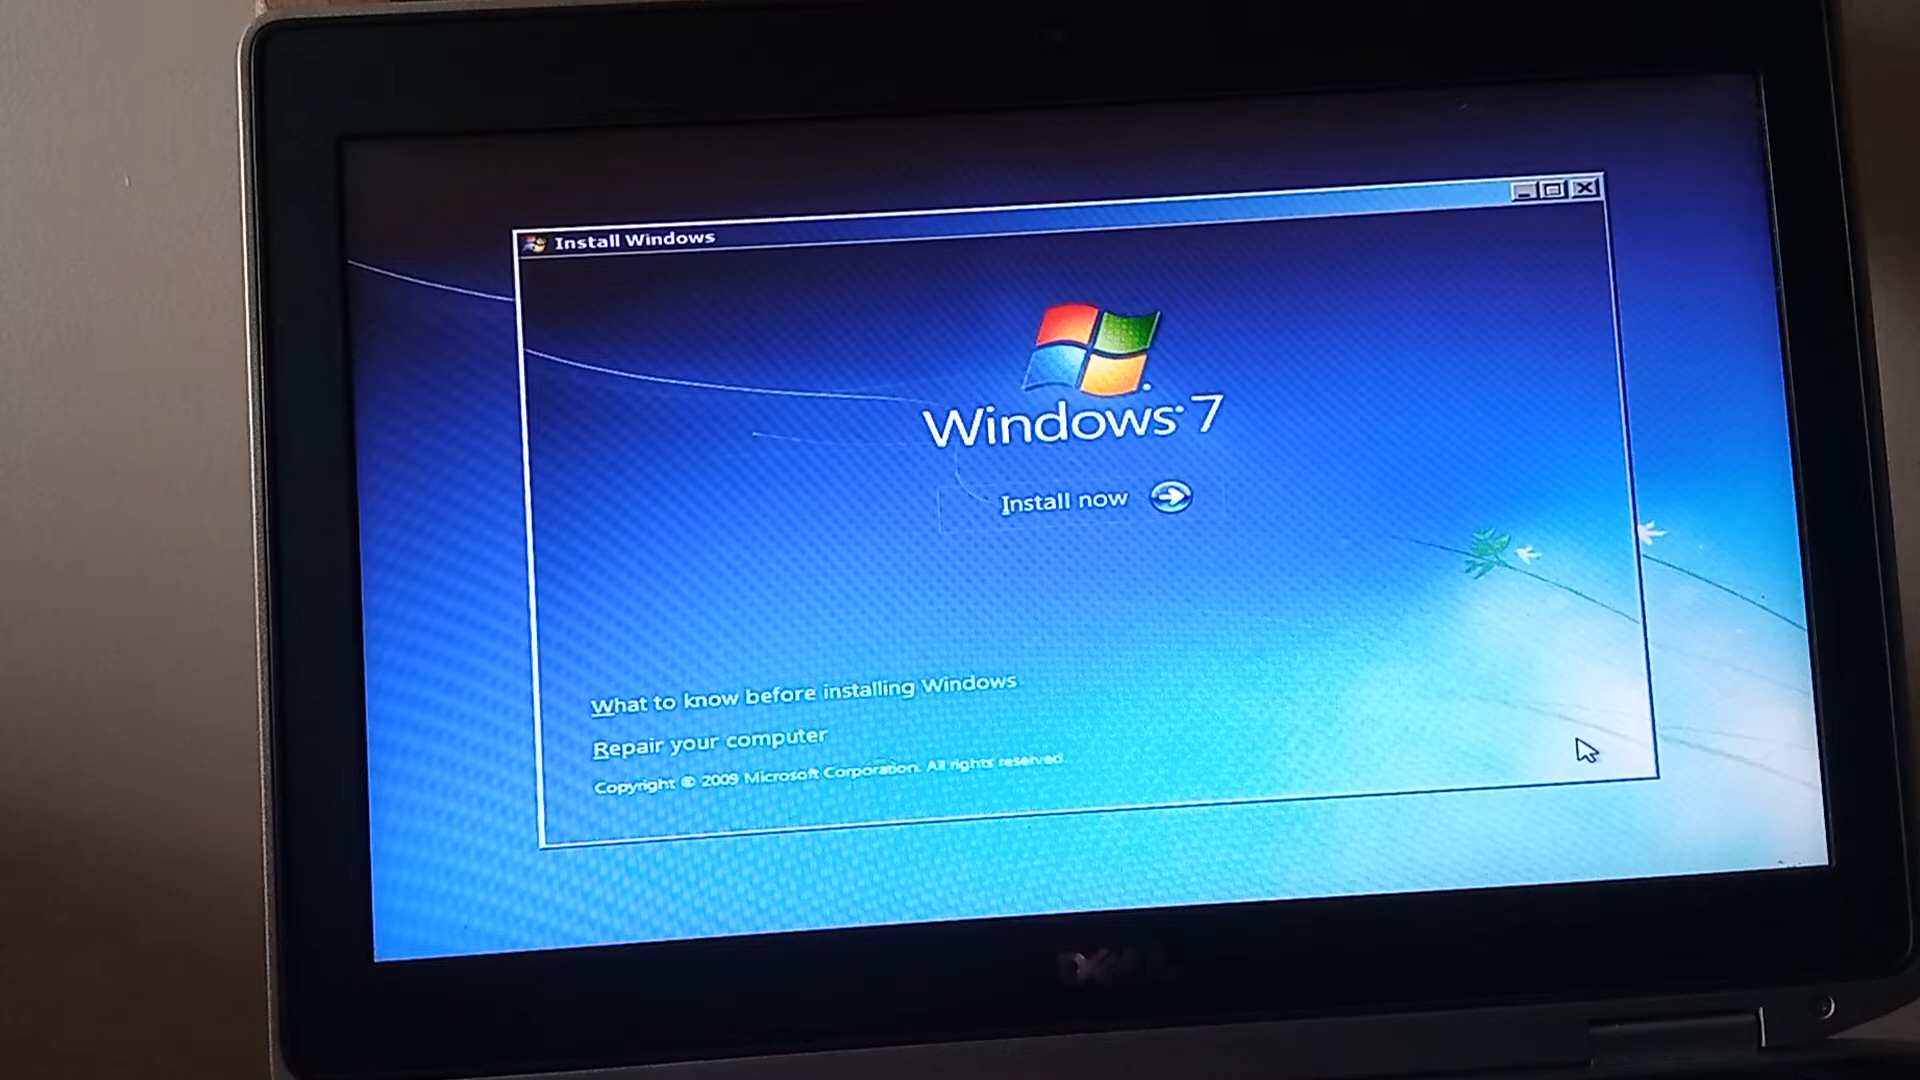 Install Windows
Windows 7
Install now
What to know before installing Windows
Repair your computer
Copyright © 2009 Microsoft Corporation. All rights reserved.
DELL